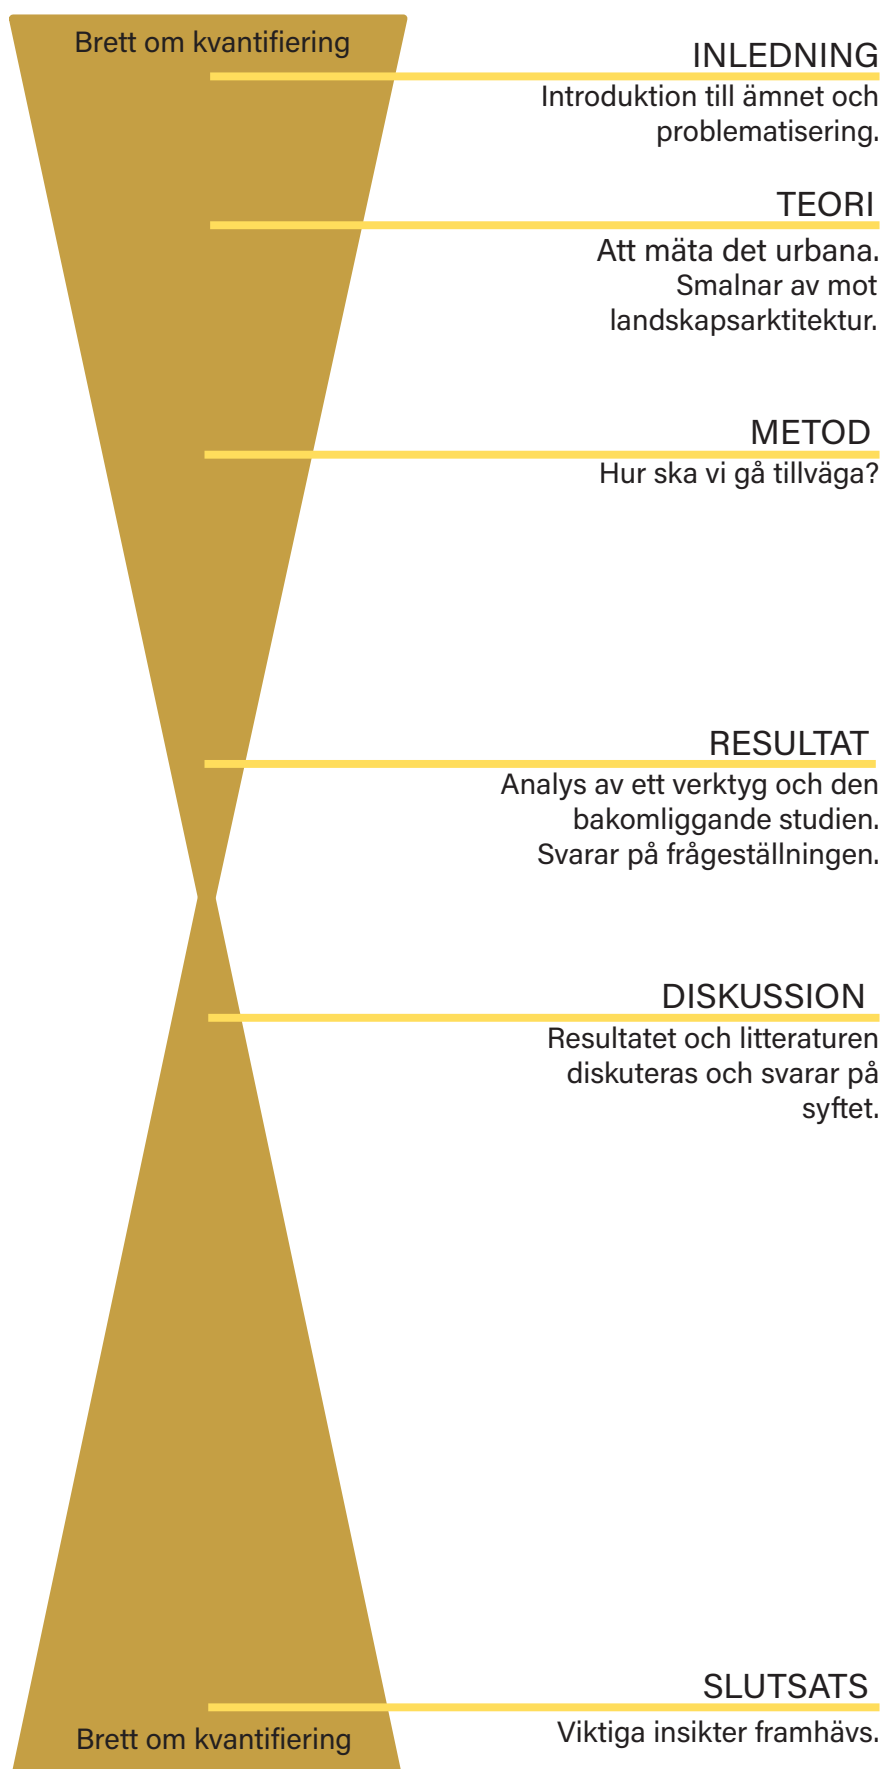 Brett om kvantifiering
INLEDNING
Introduktion till ämnet och
problematisering.
TEORI
Att mäta det urbana.
Smalnar av mot
landskapsarktitektur.
METOD
Hur ska vi gå tillväga?
RESULTAT
Analys av ett verktyg och den
bakomliggande studien.
Svarar på frågeställningen.
DISKUSSION
Resultatet och litteraturen
diskuteras och svarar på
syftet.
SLUTSATS
Viktiga insikter framhävs.
Brett om kvantifiering